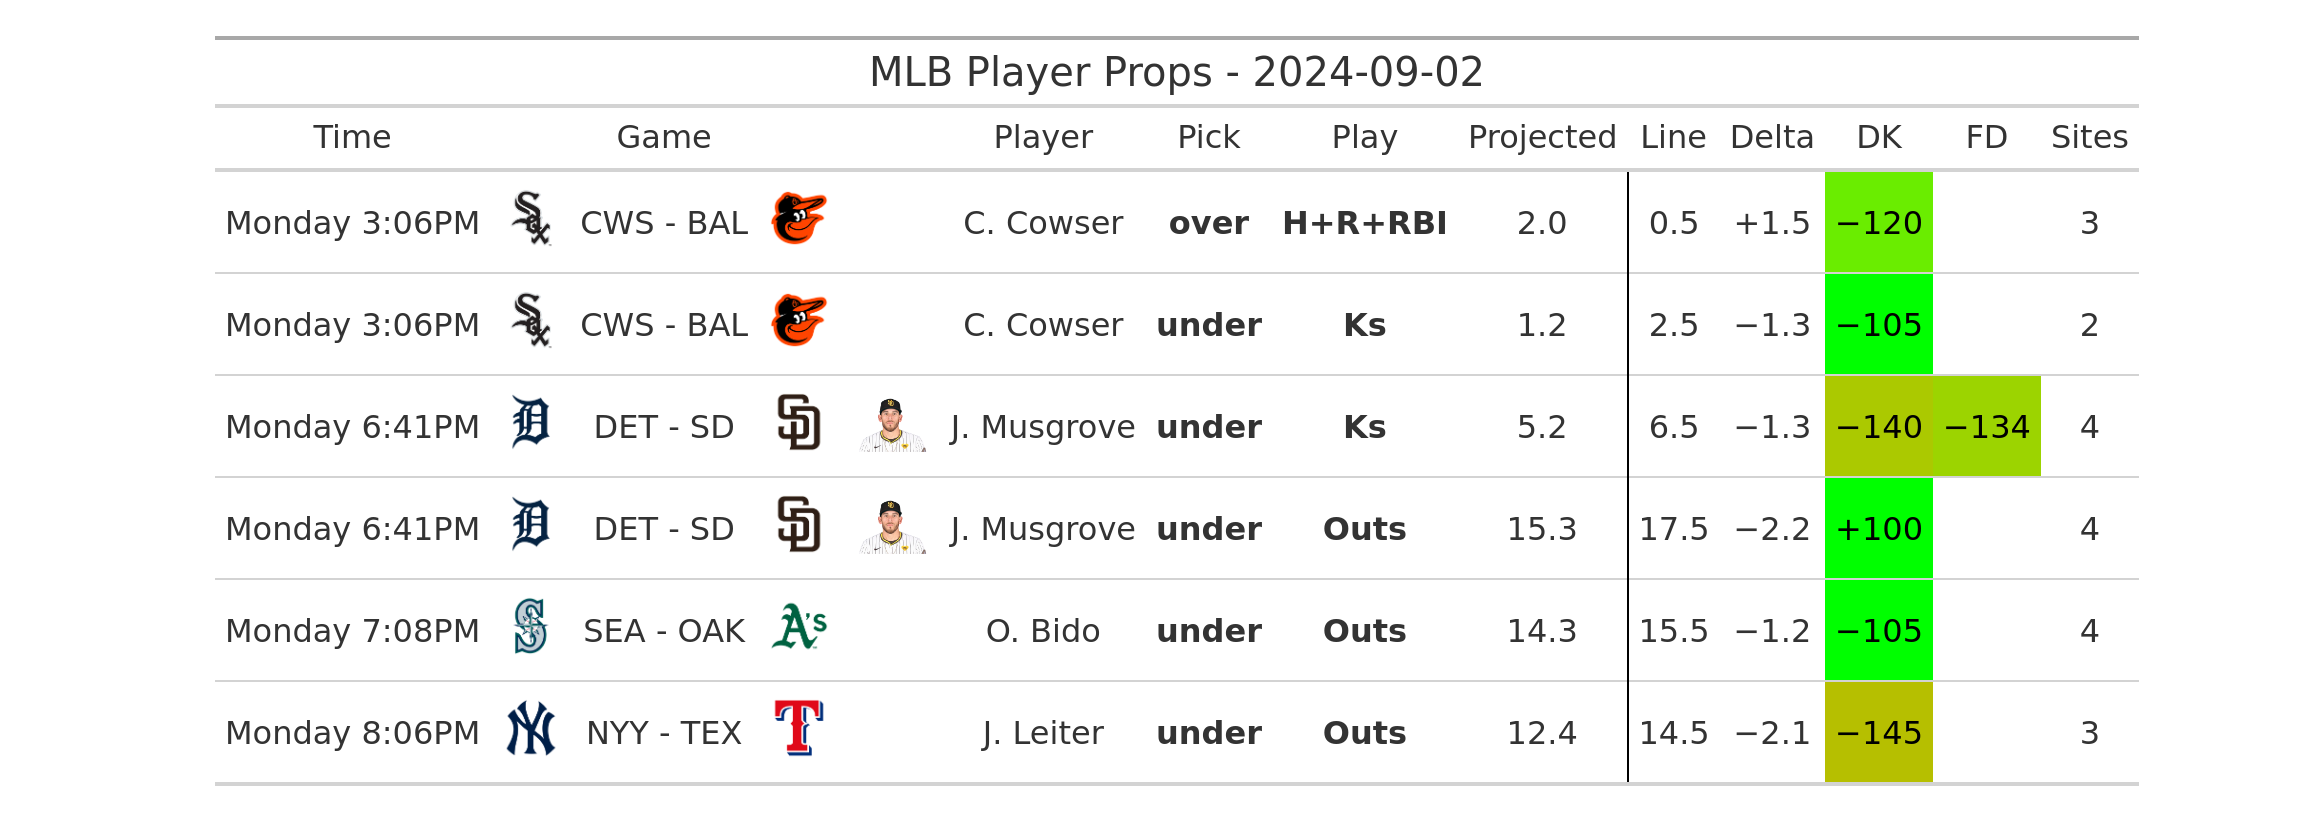 MLB Player Props - 2024-09-02
Time Game Player Pick Play Projected Line Delta DK FD Sites
Monday 3:06PM CWS - BAL C. Cowser over H+R+RBI 2.0 0.5 +1.5 −120 3
Monday 3:06PM CWS - BAL C. Cowser under Ks 1.2 2.5 −1.3 −105 2
Monday 6:41PM DET - SD J. Musgrove under Ks 5.2 6.5 −1.3 −140 −134 4
Monday 6:41PM DET - SD J. Musgrove under Outs 15.3 17.5 −2.2 +100 4
Monday 7:08PM SEA - OAK O. Bido under Outs 14.3 15.5 −1.2 −105 4
Monday 8:06PM NYY - TEX J. Leiter under Outs 12.4 14.5 −2.1 −145 3